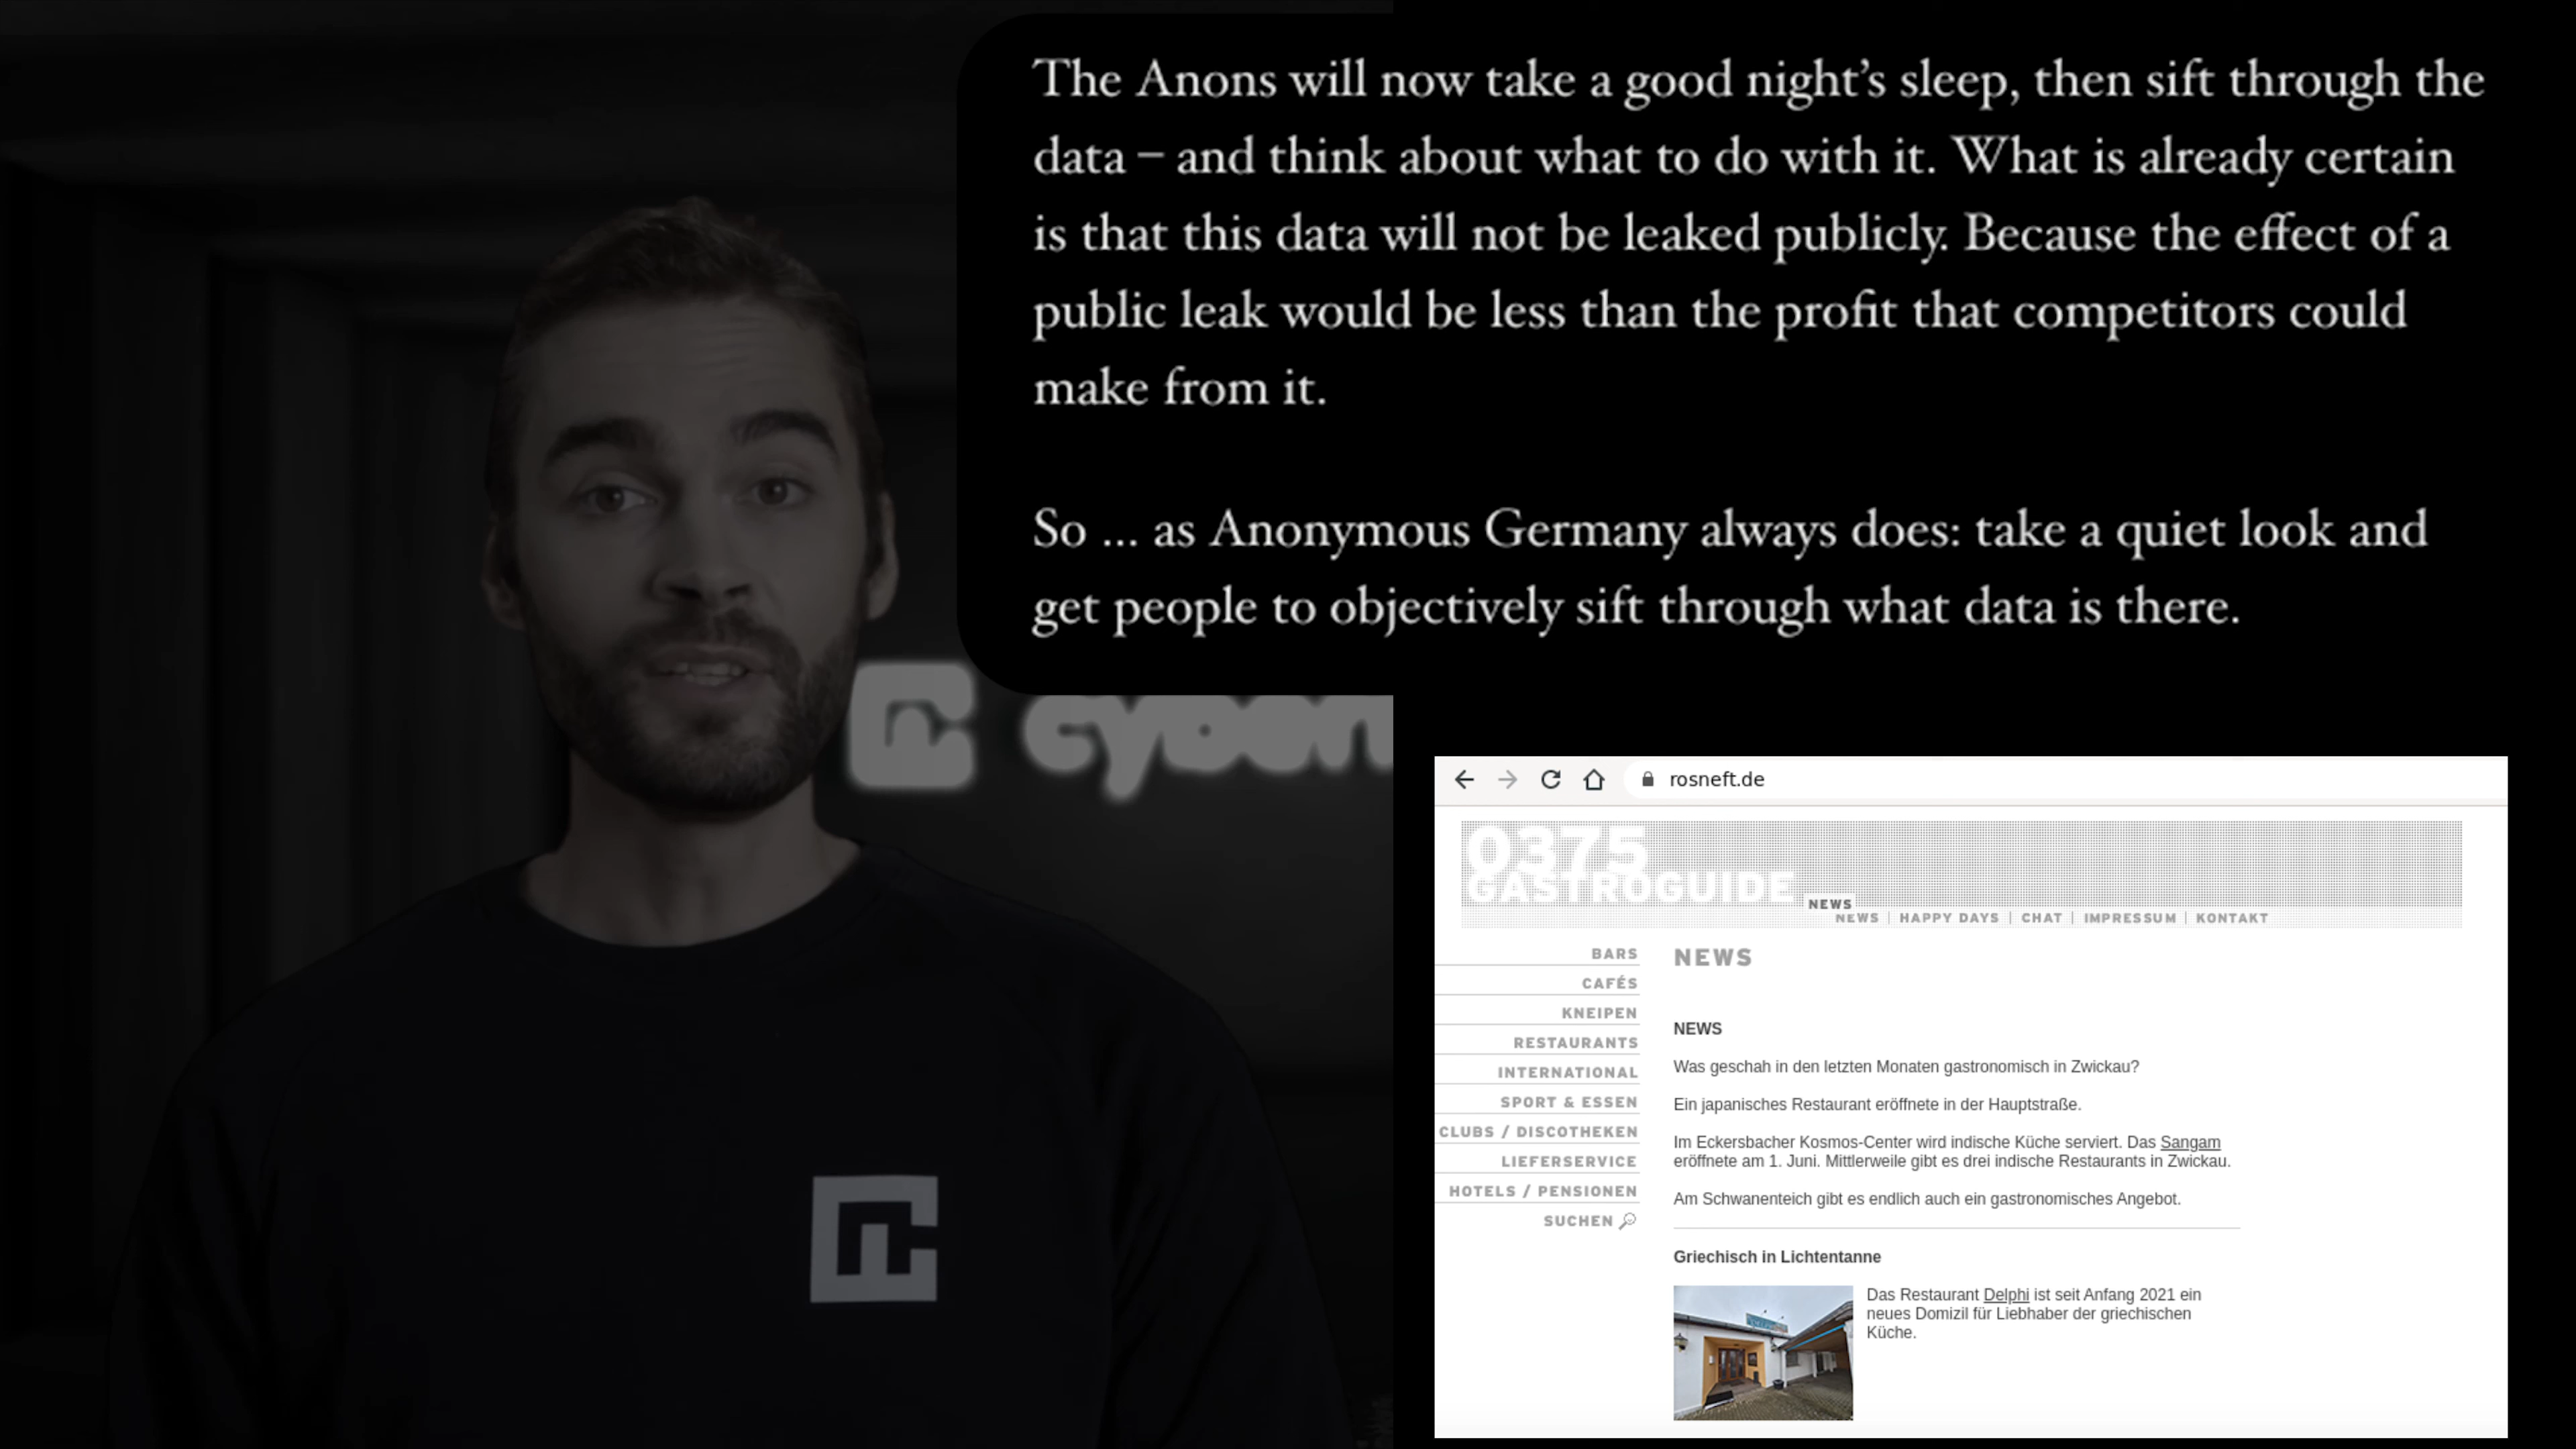 The Anons will now take a good night's sleep, then sift through the
data – and think about what to do with it. What is already certain
is that this data will not be leaked publicly. Because the effect of a
public leak would be less than the profit that competitors could
make from it.
So ... as Anonymous Germany always does: take a quiet look and
get people to objectively sift through what data is there.
rosneft.de
0375
GASTROGUIDE
NEWS
NEWS | HAPPY DAYS | CHAT | IMPRESSUM | KONTAKT
BARS
CAFÉS
KNEIPEN
RESTAURANTS
INTERNATIONAL
SPORT & ESSEN
CLUBS / DISCOTHEKEN
LIEFERSERVICE
HOTELS / PENSIONEN
SUCHEN
NEWS
NEWS
Was geschah in den letzten Monaten gastronomisch in Zwickau?
Ein japanisches Restaurant eröffnete in der Hauptstraße.
Im Eckersbacher Kosmos-Center wird indische Küche serviert. Das Sangam
eröffnete am 1. Juni. Mittlerweile gibt es drei indische Restaurants in Zwickau.
Am Schwanenteich gibt es endlich auch ein gastronomisches Angebot.
Griechisch in Lichtentanne
Das Restaurant Delphi ist seit Anfang 2021 ein
neues Domizil für Liebhaber der griechischen
Küche.